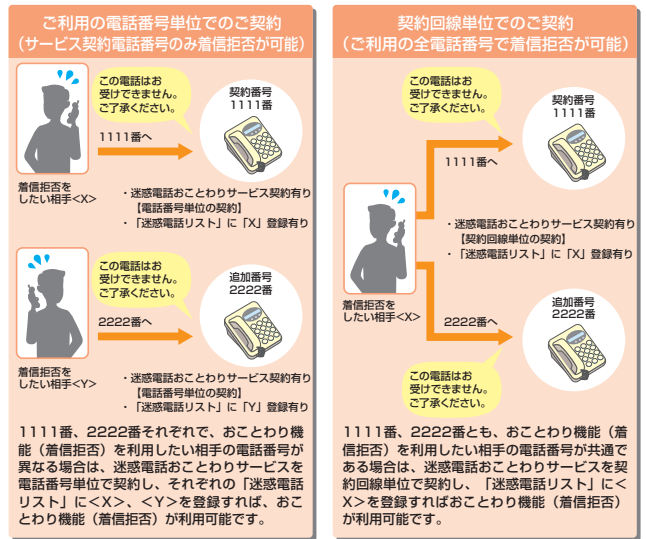 ご利用の電話番号単位でのご契約
（サービス契約電話番号のみ着信拒否が可能）
この電話はお
受けできません。
ご了承ください。
契約番号
1111番
1111番へ
着信拒否を
したい相手<X>
・迷惑電話おことわりサービス契約有り
【電話番号単位の契約】
・「迷惑電話リスト」に「X」登録有り
この電話はお
受けできません。
ご了承ください。
追加番号
2222番
2222番へ
着信拒否を
したい相手<Y>
・迷惑電話おことわりサービス契約有り
【電話番号単位の契約】
・「迷惑電話リスト」に「Y」登録有り
1111番、2222番それぞれで、おことわり機
能（着信拒否）を利用したい相手の電話番号が
異なる場合は、迷惑電話おことわりサービスを
電話番号単位で契約し、それぞれの「迷惑電話
リスト」に<X>、<Y>を登録すれば、おこ
とわり機能（着信拒否）が利用可能です。
契約回線単位でのご契約
（ご利用の全電話番号で着信拒否が可能）
この電話はお
受けできません。
ご了承ください。
契約番号
1111番
1111番へ
・迷惑電話おことわりサービス契約有り
【契約回線単位の契約】
・「迷惑電話リスト」に「X」登録有り
着信拒否を
したい相手<X>
追加番号
2222番
2222番へ
この電話はお
受けできません。
ご了承ください。
1111番、2222番とも、おことわり機能（着
信拒否）を利用したい相手の電話番号が共通で
ある場合は、迷惑電話おことわりサービスを契
約回線単位で契約し、「迷惑電話リスト」に<
X>を登録すればおことわり機能（着信拒否）
が利用可能です。